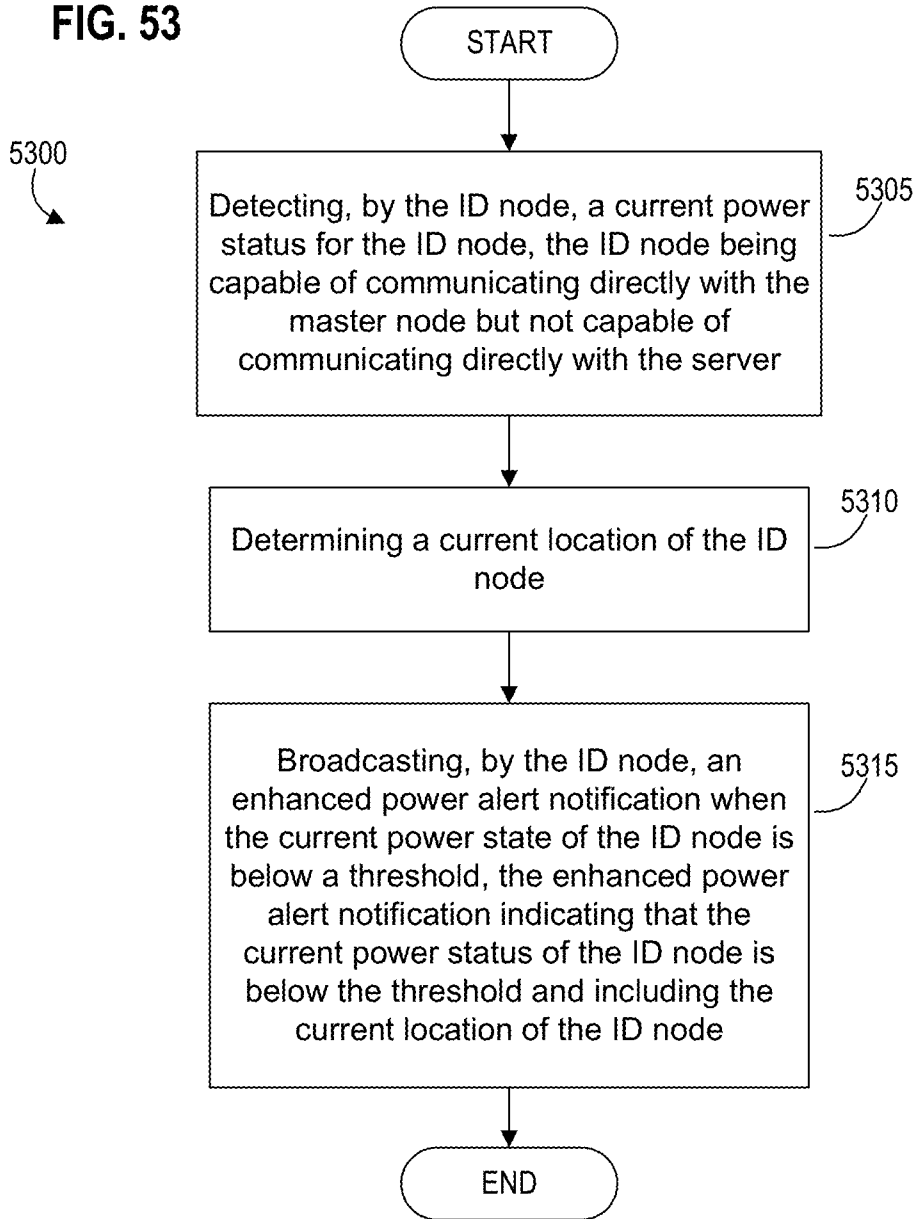 FIG. 53
START
5300
Detecting, by the ID node, a current power
status for the ID node, the ID node being
capable of communicating directly with the
master node but not capable of
communicating directly with the server
5305
Determining a current location of the ID
node
5310
Broadcasting, by the ID node, an
enhanced power alert notification when
the current power state of the ID node is
below a threshold, the enhanced power
alert notification indicating that the
current power status of the ID node is
below the threshold and including the
current location of the ID node
5315
END